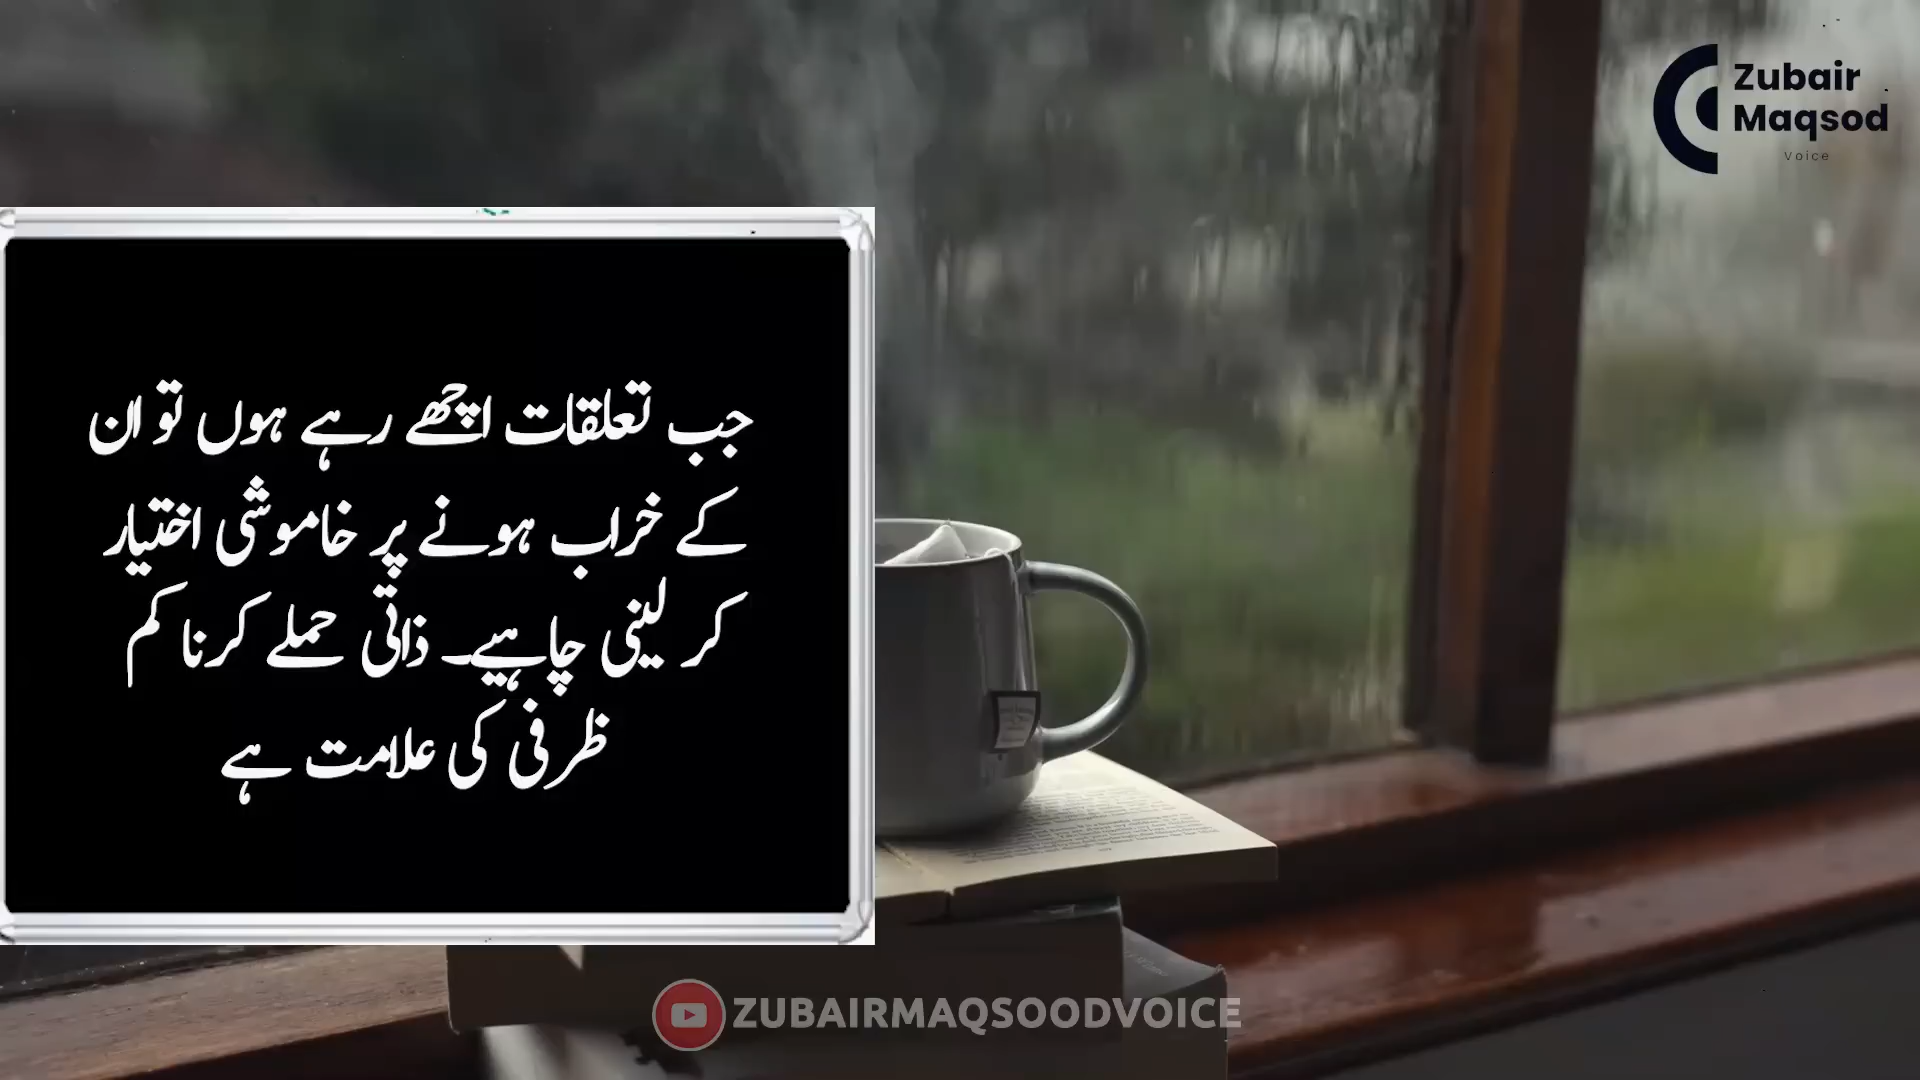 Zubair
Maqsod
Voice
جب تعلقات اچھے رہے ہوں تو ان
کے خراب ہونے پر خاموشی اختیار
کر لینی چاہیے۔ ذاتی حملے کرنا کم
ظرفی کی علامت ہے
ZUBAIRMAQSOODVOICE